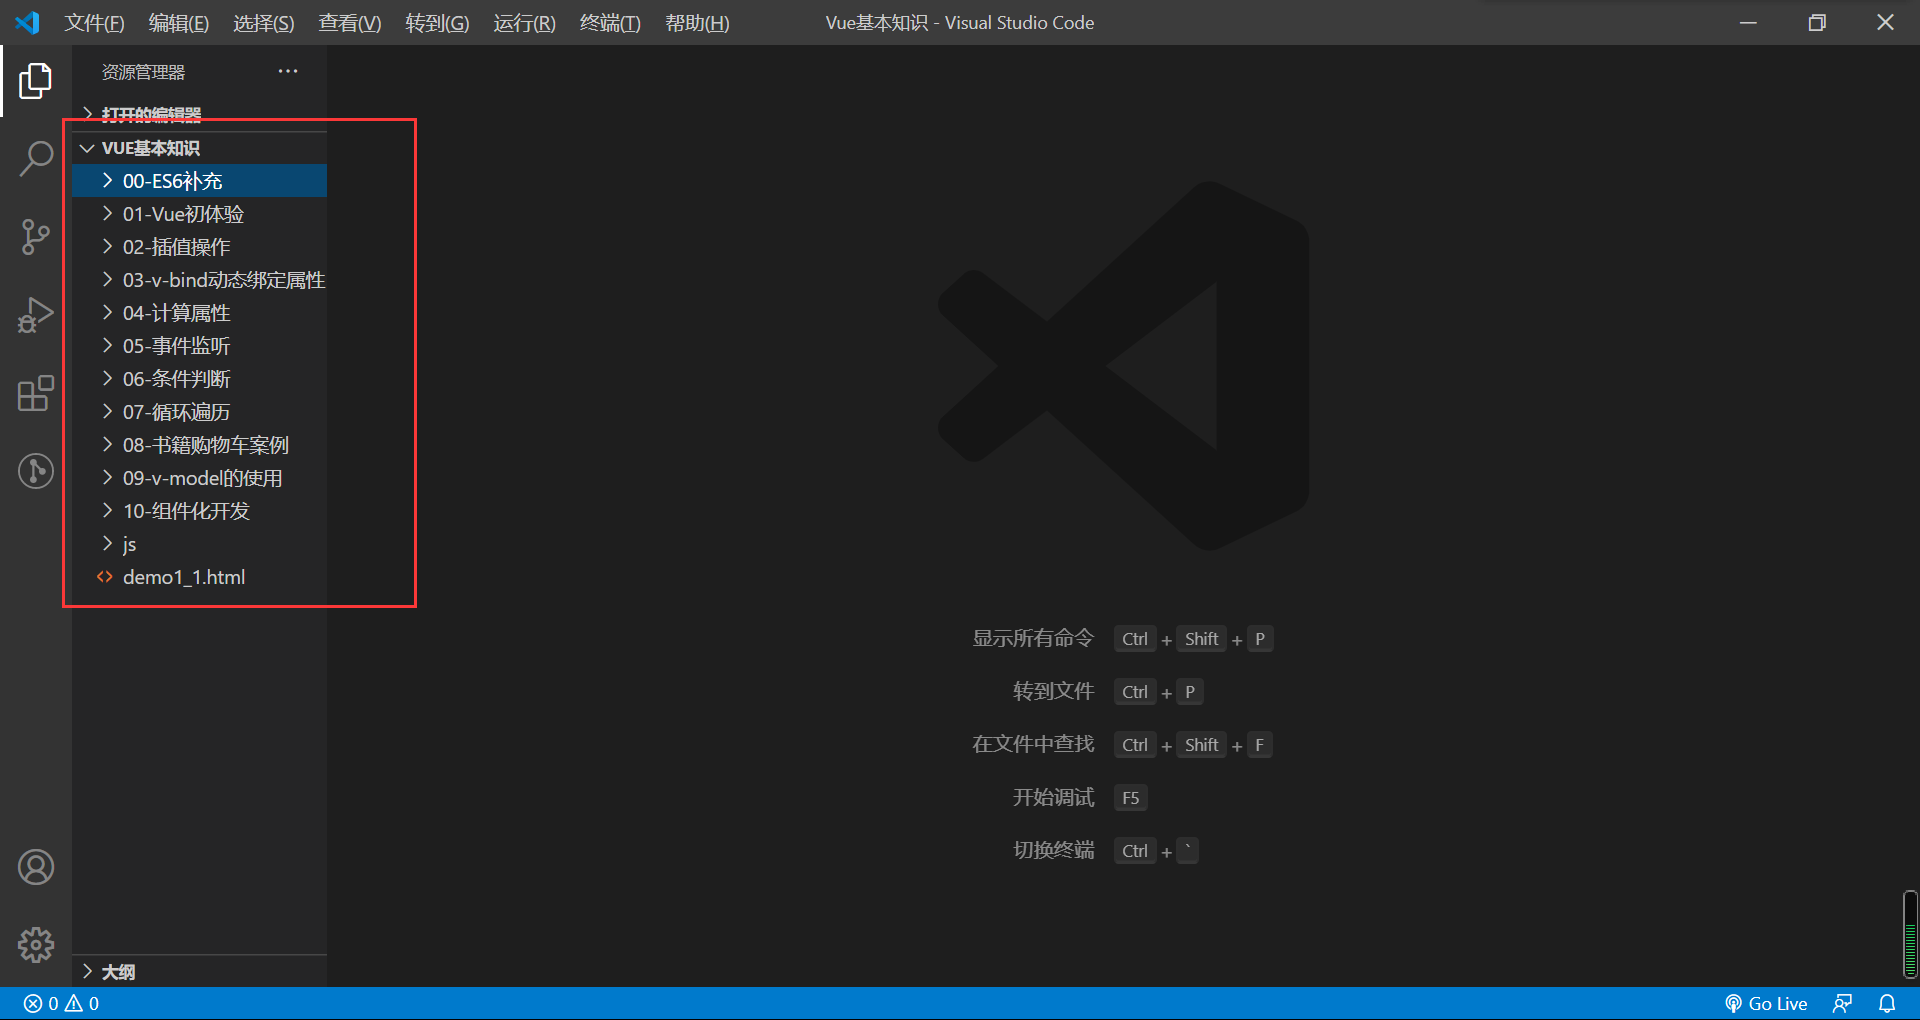 文件(F) 编辑(E) 选择(S) 查看(V) 转到(G) 运行(R) 终端(T) 帮助(H) Vue基本知识 - Visual Studio Code
资源管理器
打开的编辑器
VUE基本知识
00-ES6补充
01-Vue初体验
02-插值操作
03-v-bind动态绑定属性
04-计算属性
05-事件监听
06-条件判断
07-循环遍历
08-书籍购物车案例
09-v-model的使用
10-组件化开发
js
demo1_1.html
显示所有命令 Ctrl + Shift + P
转到文件 Ctrl + P
在文件中查找 Ctrl + Shift + F
开始调试 F5
切换终端 Ctrl + `
大纲
0 0 Go Live